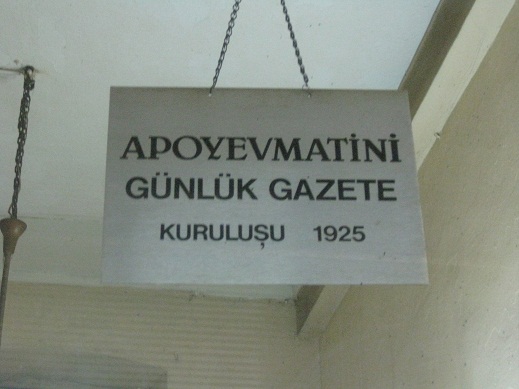 APOYEVMATİNİ
GÜNLÜK GAZETE
KURULUŞU 1925